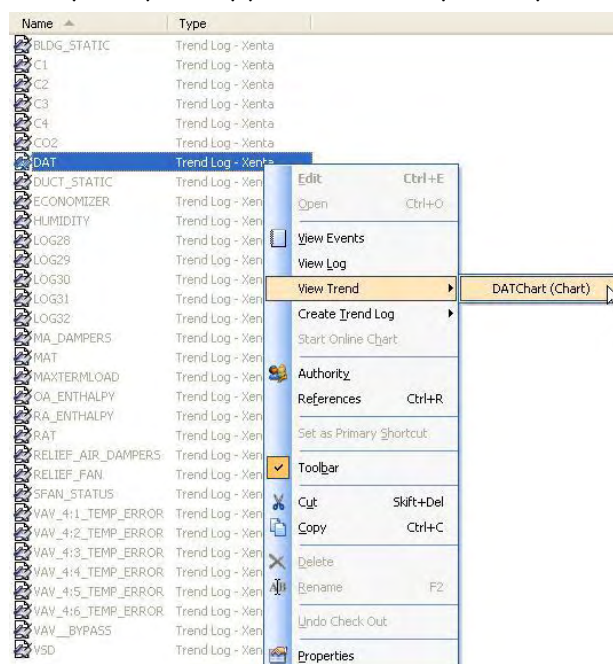 Name Type
BLDG_STATIC Trend Log - Xenta
C1 Trend Log - Xenta
C2 Trend Log - Xenta
C3 Trend Log - Xenta
C4 Trend Log - Xenta
CO2 Trend Log - Xenta
DAT Trend Log - Xenta
DUCT_STATIC Trend Log - Xen
ECONOMIZER Trend Log - Xen
HUMIDITY Trend Log - Xen
LOG28 Trend Log - Xen
LOG29 Trend Log - Xen
LOG30 Trend Log - Xen
LOG31 Trend Log - Xen
LOG32 Trend Log - Xen
MA_DAMPERS Trend Log - Xen
MAT Trend Log - Xen
MAXTERMLOAD Trend Log - Xen
OA_ENTHALPY Trend Log - Xen
RA_ENTHALPY Trend Log - Xen
RAT Trend Log - Xen
RELIEF_AIR_DAMPERS Trend Log - Xen
RELIEF_FAN Trend Log - Xen
SFAN_STATUS Trend Log - Xen
VAV_4:1_TEMP_ERROR Trend Log - Xen
VAV_4:2_TEMP_ERROR Trend Log - Xen
VAV_4:3_TEMP_ERROR Trend Log - Xen
VAV_4:4_TEMP_ERROR Trend Log - Xen
VAV_4:5_TEMP_ERROR Trend Log - Xen
VAV_4:6_TEMP_ERROR Trend Log - Xen
VAV__BYPASS Trend Log - Xen
VSD Trend Log - Xen
Edit Ctrl+E
Open Ctrl+O
View Events
View Log
View Trend
DATChart (Chart)
Create Trend Log
Start Online Chart
Authority
References Ctrl+R
Set as Primary Shortcut
Toolbar
Cut Skift+Del
Copy Ctrl+C
Delete
Rename F2
Undo Check Out
Properties